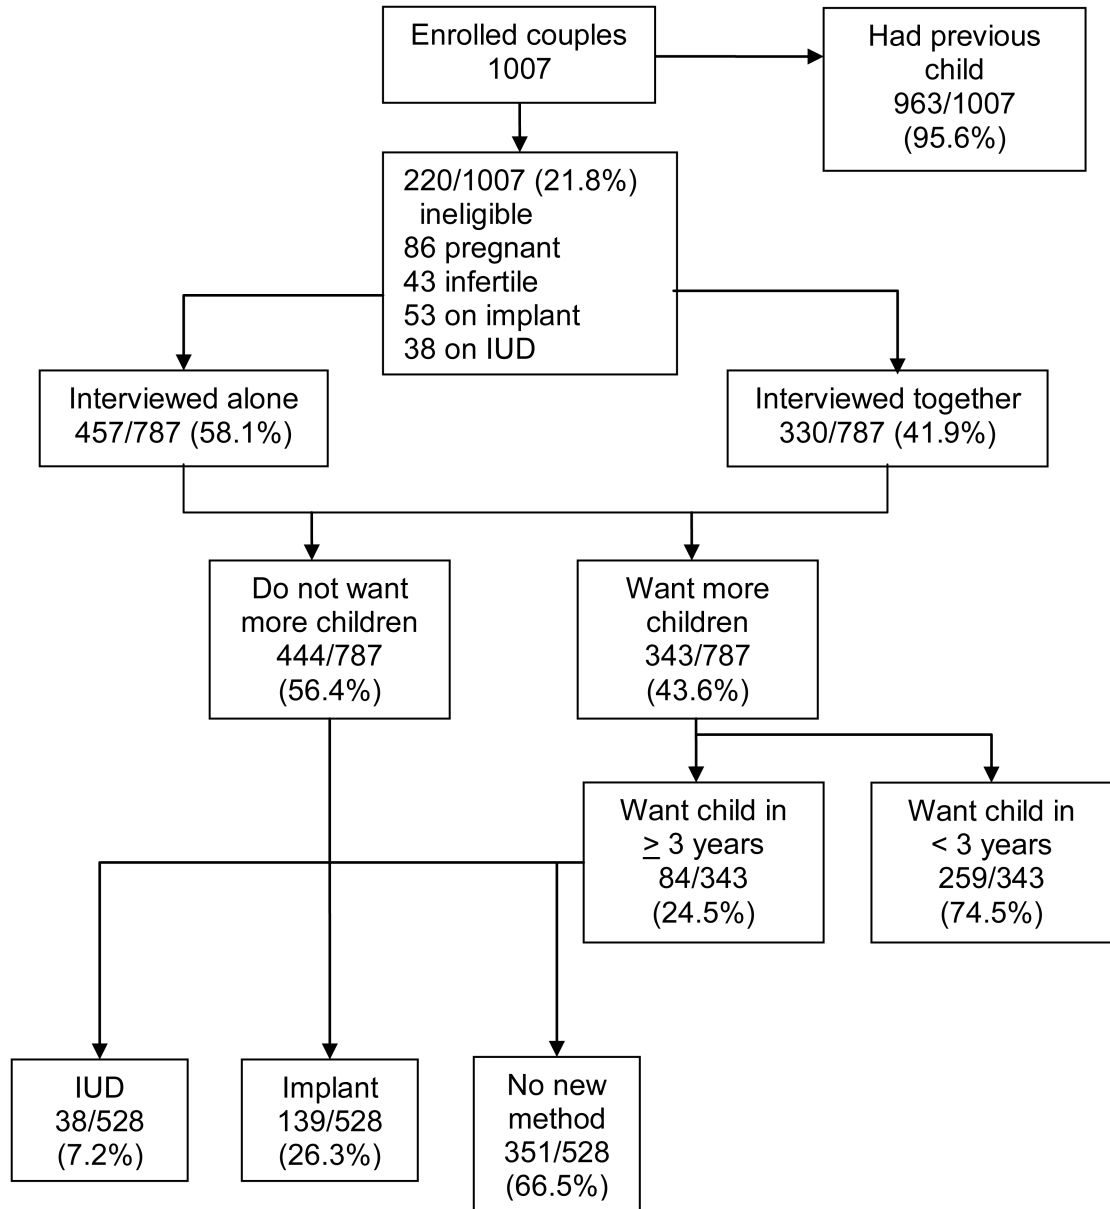 Enrolled couples
1007
Had previous
child
963/1007
(95.6%)
220/1007 (21.8%)
ineligible
86 pregnant
43 infertile
53 on implant
38 on IUD
Interviewed alone
457/787 (58.1%)
Interviewed together
330/787 (41.9%)
Do not want
more children
444/787
(56.4%)
Want more
children
343/787
(43.6%)
Want child in
≥ 3 years
84/343
(24.5%)
Want child in
< 3 years
259/343
(74.5%)
IUD
38/528
(7.2%)
Implant
139/528
(26.3%)
No new
method
351/528
(66.5%)